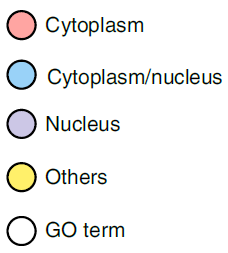 Cytoplasm
Cytoplasm/nucleus
Nucleus
Others
GO term